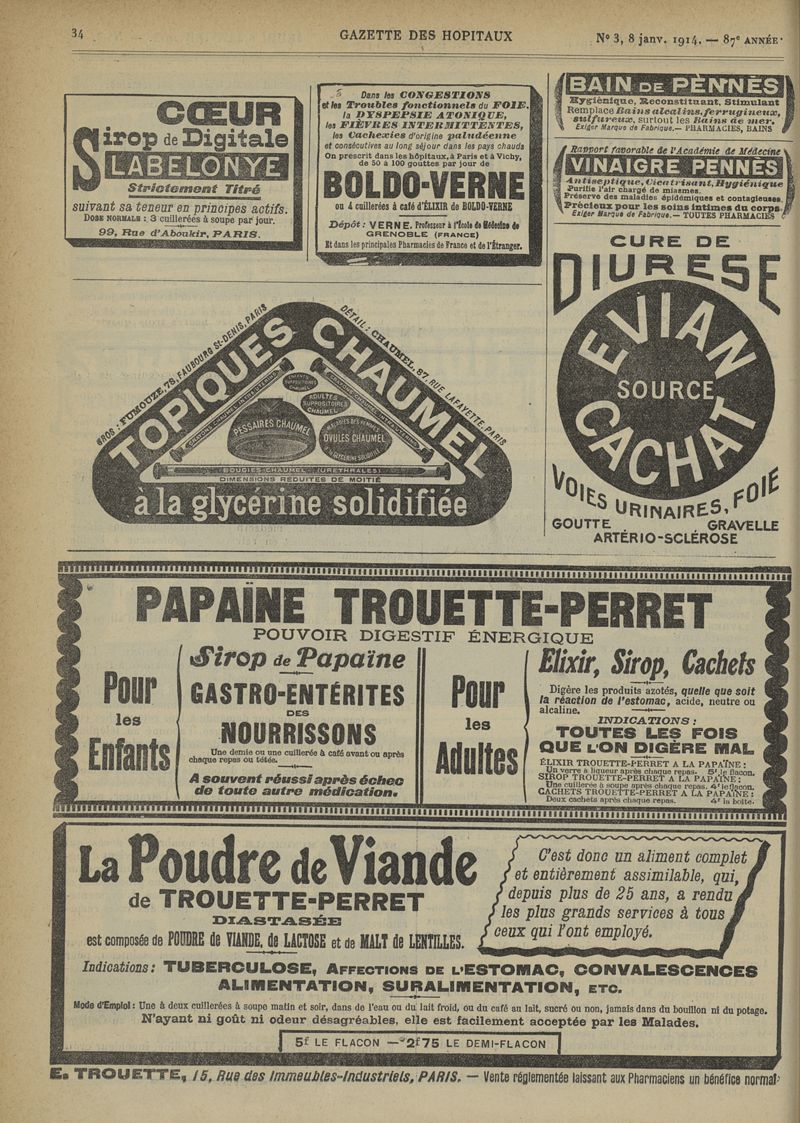 34
GAZETTE DES HOPITAUX
N° 3, 8 janv. 1914. — 87e ANNÉE
CŒUR
Sirop de Digitale
LABELONYE
Strictement Titré
suivant sa teneur en principes actifs.
DOSE NORMALE : 3 cuillerées à soupe par jour.
99, Rue d'Aboukir, PARIS.
Dans les CONGESTIONS
et les Troubles fonctionnels du FOIE,
la DYSPEPSIE ATONIQUE,
les FIÈVRES INTERMITTENTES,
les Cachexies d'origine paludéenne
et consécutives au long séjour dans les pays chauds
On prescrit dans les hôpitaux, à Paris et à Vichy,
de 50 à 100 gouttes par jour de
BOLDO-VERNE
ou 4 cuillerées à café d'ÉLIXIR de BOLDO-VERNE
Dépôt : VERNE, Professeur à l'École de Médecine de
GRENOBLE (FRANCE)
Et dans les principales Pharmacies de France et de l'Étranger.
BAIN DE PENNÈS
Hygiénique, Reconstituant, Stimulant
Remplace Bains alcalins, ferrugineux,
sulfureux, surtout les Bains de mer.
Exiger Marque de Fabrique. — PHARMACIES, BAINS
Rapport favorable de l'Académie de Médecine
VINAIGRE PENNÈS
Antiseptique, Cicatrisant, Hygiénique
Purifie l'air chargé de miasmes.
Préserve des maladies épidémiques et contagieuses.
Précieux pour les soins intimes du corps.
Exiger Marque de Fabrique. — TOUTES PHARMACIES
CURE DE
DIURESE
EVIAN
SOURCE
CACHAT
VOIES URINAIRES, FOIE
GOUTTE GRAVELLE
ARTÉRIO-SCLÉROSE
GROS : FUMOUZE, 78, FAUBOURG St-DENIS, PARIS
DÉTAIL : CHAUMEL, 87, RUE LAFAYETTE, PARIS
TOPIQUES CHAUMEL
ENFANTS
SUPPOSITOIRES
CHAUMEL
ADULTES
SUPPOSITOIRES
CHAUMEL
PESSAIRES CHAUMEL
MALADIES DES FEMMES
OVULES CHAUMEL
à la GLYCÉRINE SOLIDIFIÉE
BOUGIES CHAUMEL (URETHRALES)
DIMENSIONS REDUITES DE MOITIÉ
à la glycérine solidifiée
PAPAÏNE TROUETTE-PERRET
POUVOIR DIGESTIF ÉNERGIQUE
Pour
les
Enfants
Sirop de Papaïne
GASTRO-ENTÉRITES
DES
NOURRISSONS
Une demie ou une cuillerée à café avant ou après
chaque repas ou tétée.
A souvent réussi après échec
de toute autre médication.
Pour
les
Adultes
Elixir, Sirop, Cachets
Digère les produits azotés, quelle que soit
la réaction de l'estomac, acide, neutre ou
alcaline.
INDICATIONS :
TOUTES LES FOIS
QUE L'ON DIGÈRE MAL
ÉLIXIR TROUETTE-PERRET A LA PAPAÏNE :
Un verre à liqueur après chaque repas. 5f le flacon.
SIROP TROUETTE-PERRET A LA PAPAÏNE :
Une cuillerée à soupe après chaque repas. 4f le flacon.
CACHETS TROUETTE-PERRET A LA PAPAÏNE :
Deux cachets après chaque repas. 4f la boîte.
La Poudre de Viande
de TROUETTE-PERRET
DIASTASÉE
est composée de POUDRE de VIANDE, de LACTOSE et de MALT de LENTILLES.
C'est donc un aliment complet
et entièrement assimilable, qui,
depuis plus de 25 ans, a rendu
les plus grands services à tous
ceux qui l'ont employé.
Indications : TUBERCULOSE, AFFECTIONS DE L'ESTOMAC, CONVALESCENCES
ALIMENTATION, SURALIMENTATION, ETC.
Mode d'Emploi : Une à deux cuillerées à soupe matin et soir, dans de l'eau ou du lait froid, ou du café au lait, sucré ou non, jamais dans du bouillon ni du potage.
N'ayant ni goût ni odeur désagréables, elle est facilement acceptée par les Malades.
5f LE FLACON — 2f75 LE DEMI-FLACON
E. TROUETTE, 15, Rue des Immeubles-Industriels, PARIS. — Vente réglementée laissant aux Pharmaciens un bénéfice normal